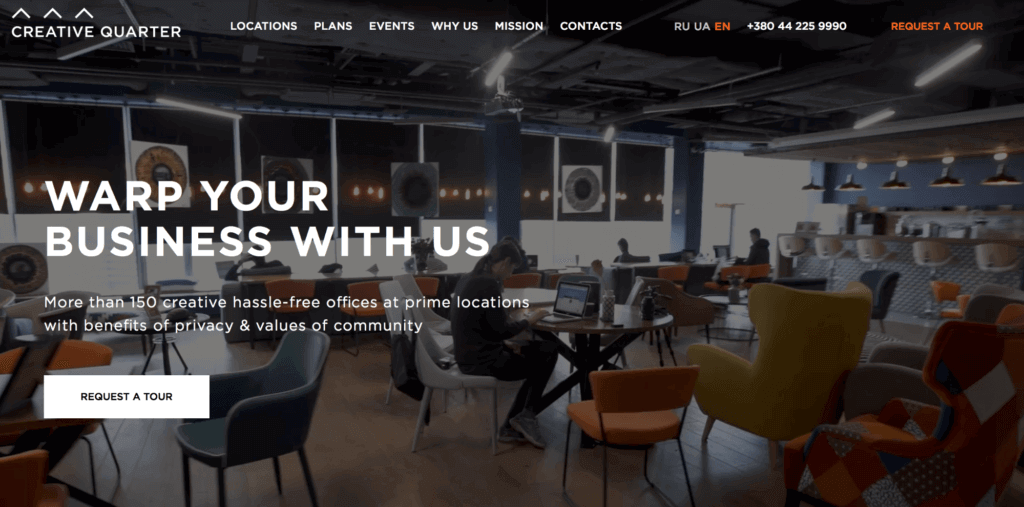 CREATIVE QUARTER
LOCATIONS PLANS EVENTS WHY US MISSION CONTACTS
RU UA EN
+380 44 225 9990
REQUEST A TOUR
WARP YOUR
BUSINESS WITH US
More than 150 creative hassle-free offices at prime locations
with benefits of privacy & values of community
REQUEST A TOUR